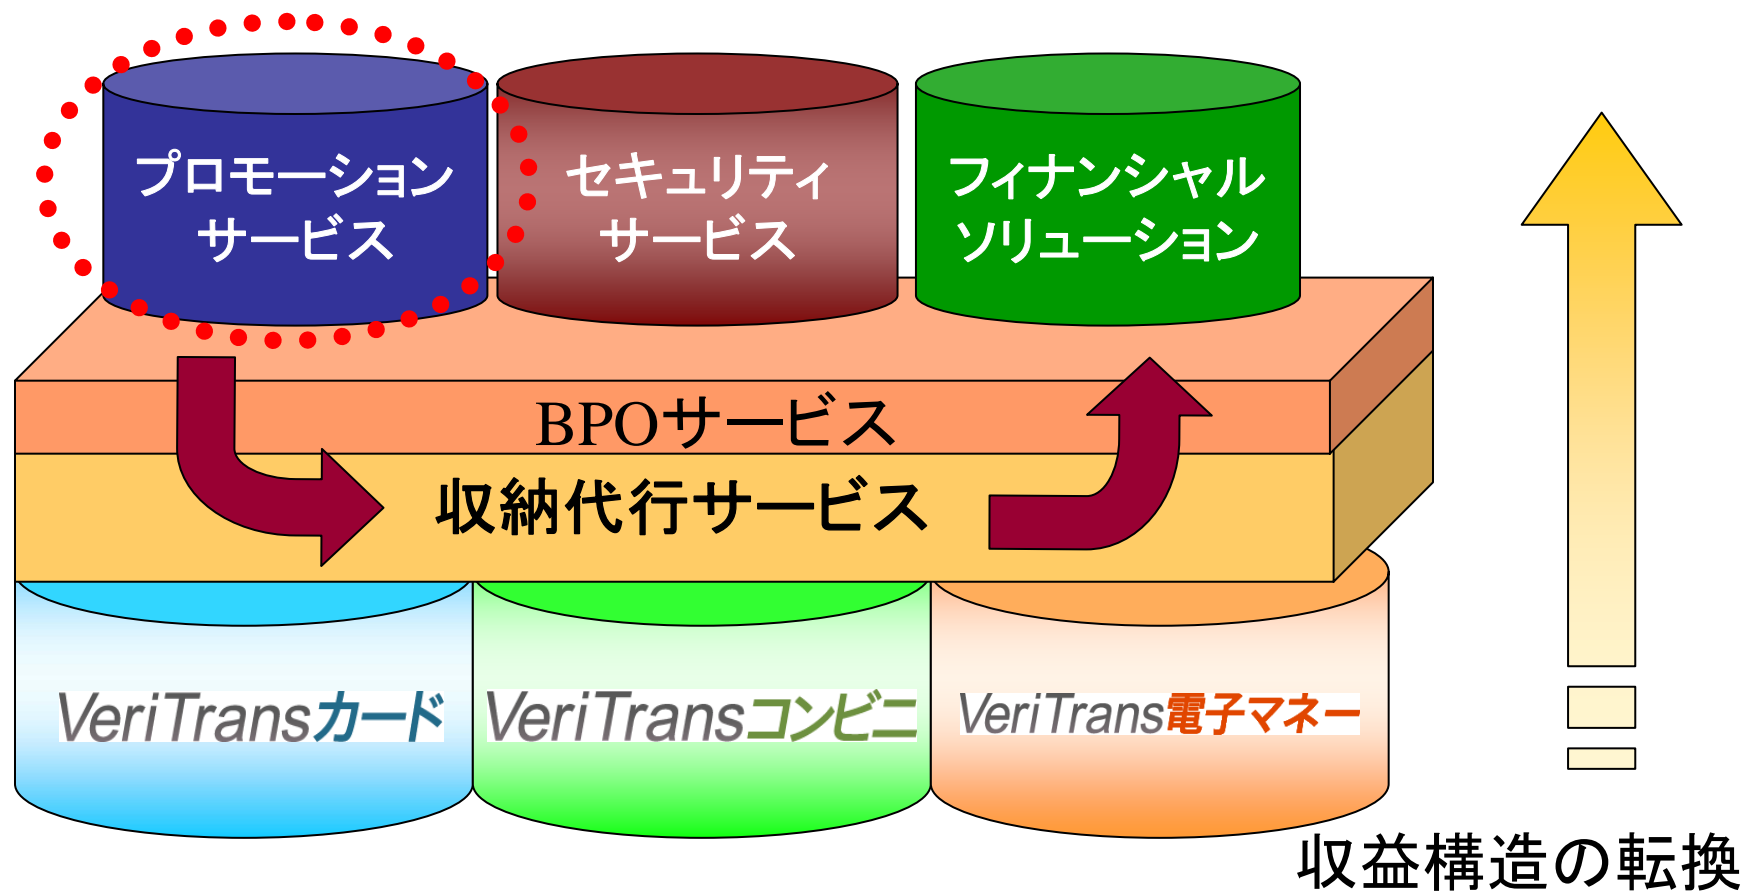 プロモーション
サービス
セキュリティ
サービス
フィナンシャル
ソリューション
BPOサービス
収納代行サービス
VeriTransカード
VeriTransコンビニ
VeriTrans電子マネー
収益構造の転換